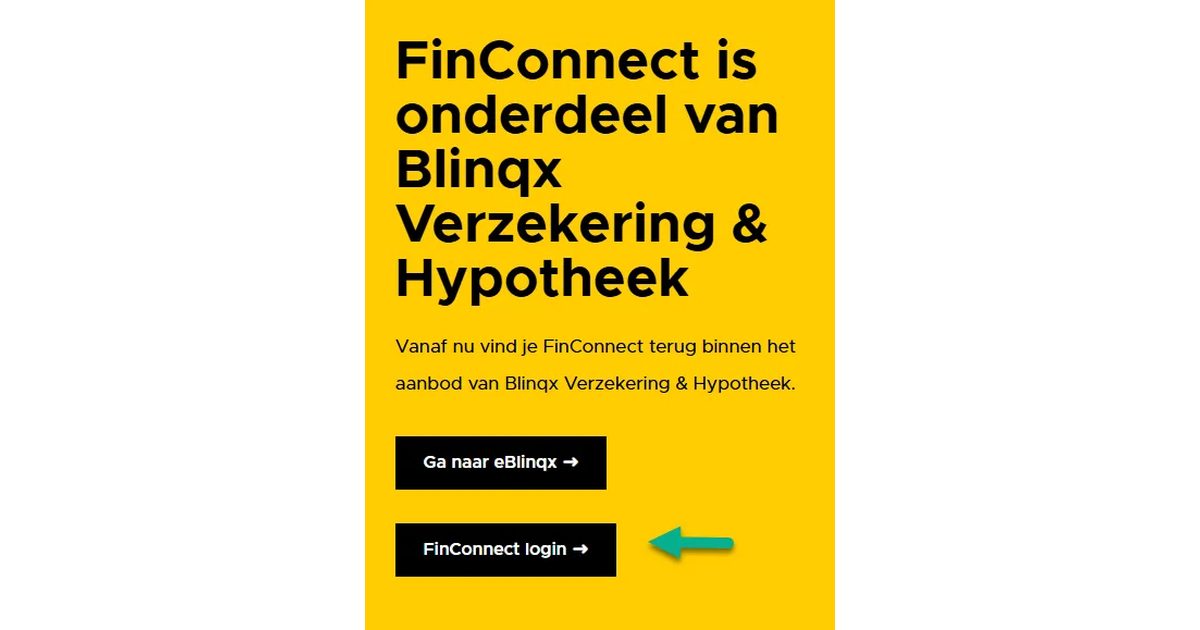 FinConnect is
onderdeel van
Blinqx
Verzekering &
Hypotheek
Vanaf nu vind je FinConnect terug binnen het
aanbod van Blinqx Verzekering & Hypotheek.
Ga naar eBlinqx →
FinConnect login →